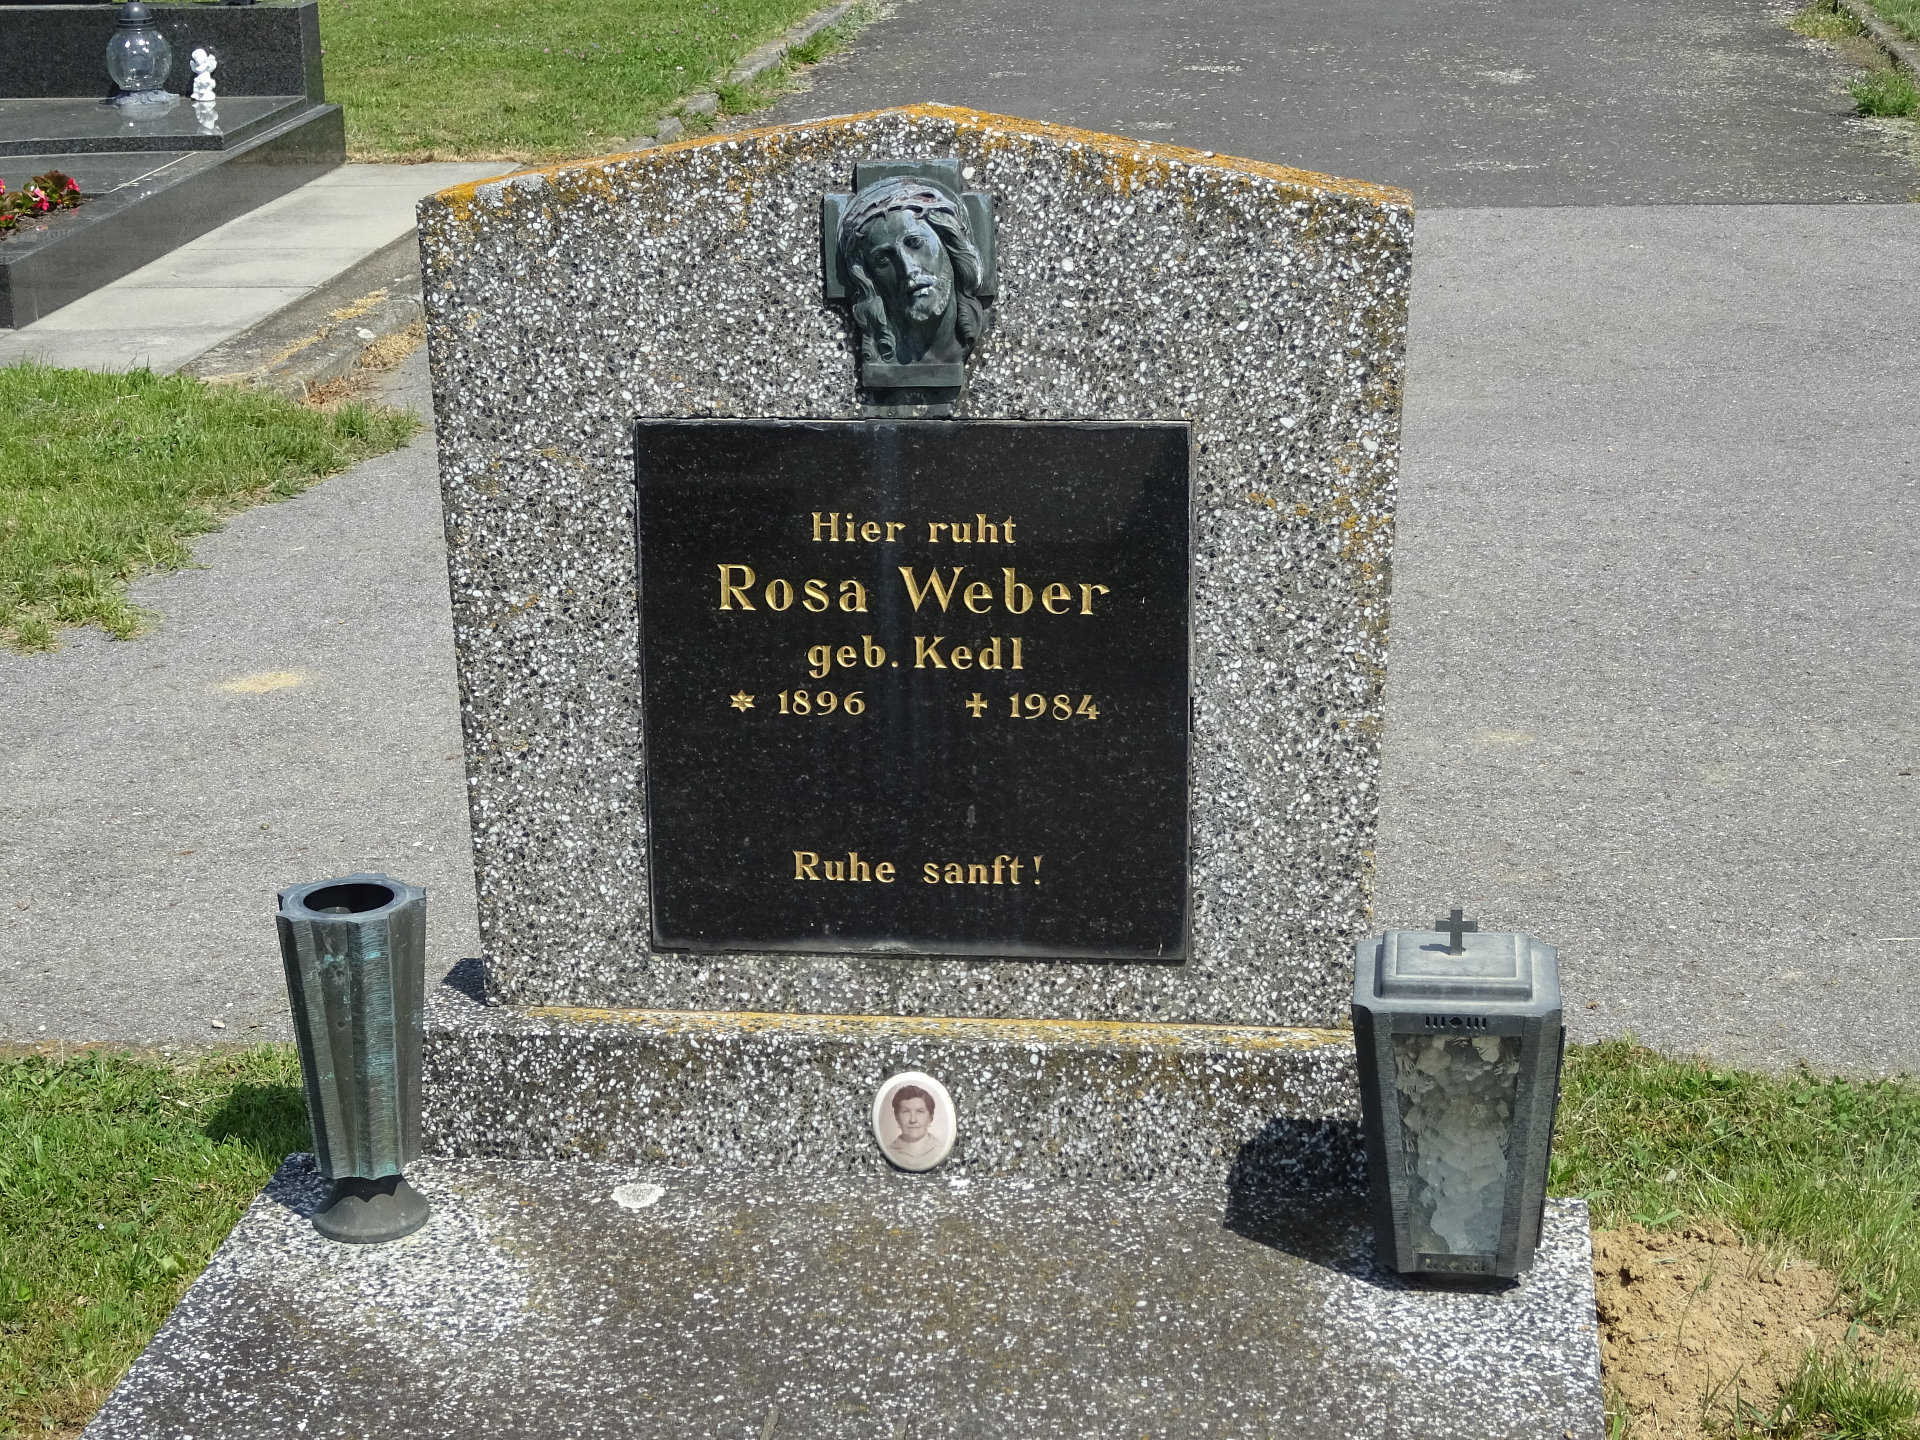 Hier ruht
Rosa Weber
geb. Kedl
* 1896 ✝ 1984
Ruhe sanft!